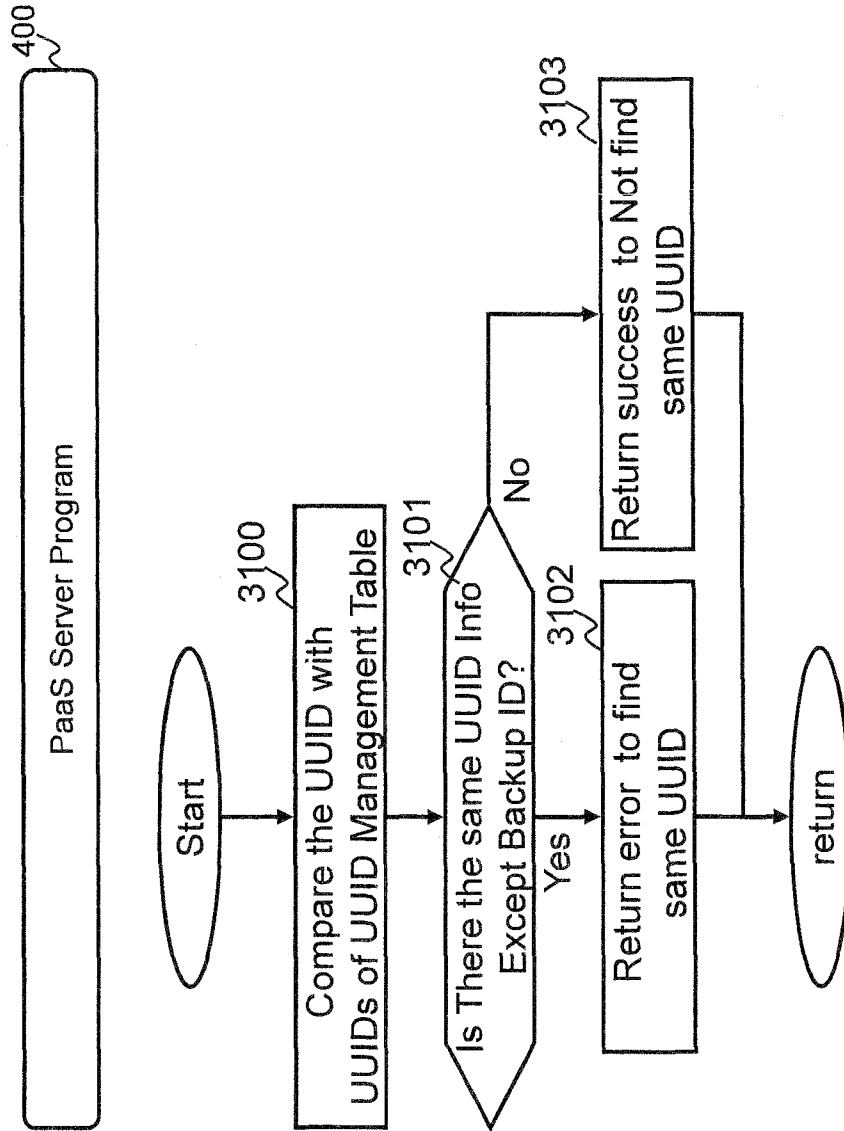 400
PaaS Server Program
Start
3100
Compare the UUID with
UUIDs of UUID Management Table
3101
Is There the same UUID Info
Except Backup ID?
Yes
No
3102
Return error to find
same UUID
3103
Return success to Not find
same UUID
return